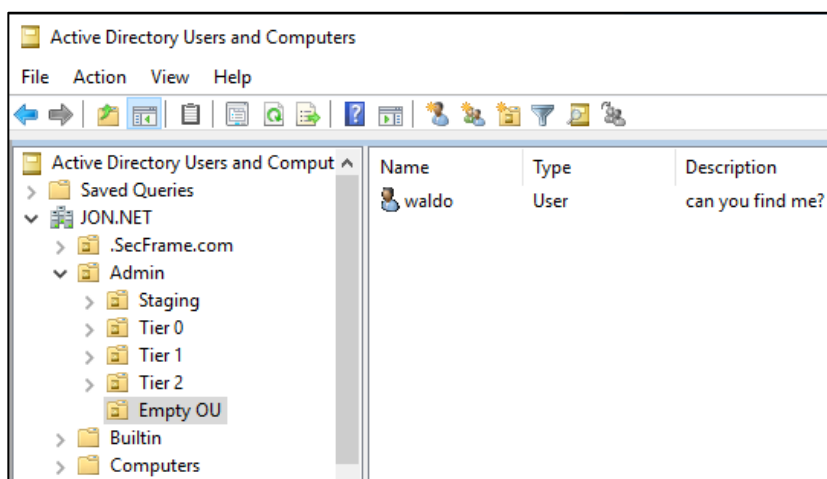 Active Directory Users and Computers
File Action View Help
Active Directory Users and Comput
Name Type Description
Saved Queries
waldo User can you find me?
JON.NET
.SecFrame.com
Admin
Staging
Tier 0
Tier 1
Tier 2
Empty OU
Builtin
Computers